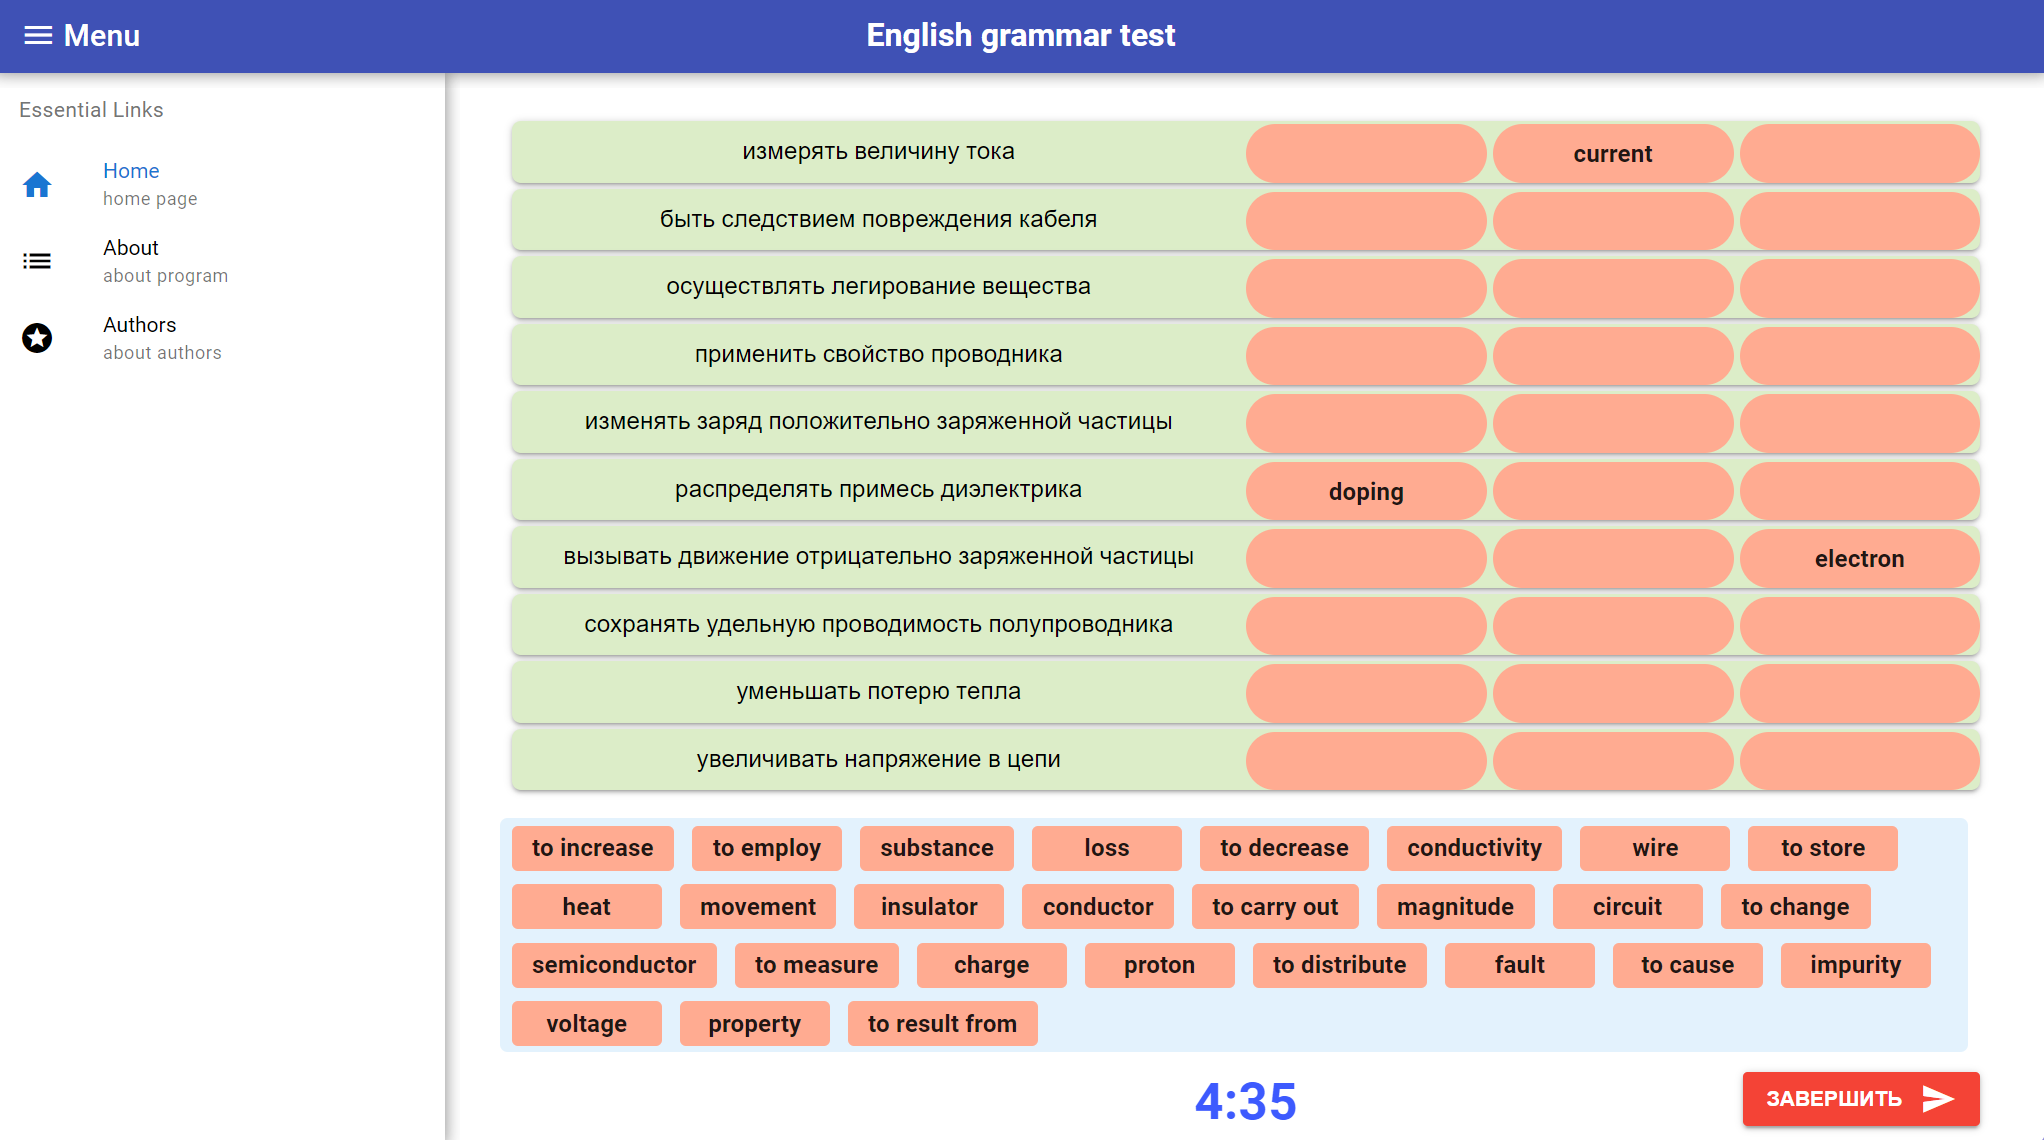 Menu
English grammar test
Essential Links
Home
home page
About
about program
Authors
about authors
измерять величину тока current
быть следствием повреждения кабеля
осуществлять легирование вещества
применить свойство проводника
изменять заряд положительно заряженной частицы
распределять примесь диэлектрика doping
вызывать движение отрицательно заряженной частицы electron
сохранять удельную проводимость полупроводника
уменьшать потерю тепла
увеличивать напряжение в цепи
to increase to employ substance loss to decrease conductivity wire to store
heat movement insulator conductor to carry out magnitude circuit to change
semiconductor to measure charge proton to distribute fault to cause impurity
voltage property to result from
4:35
ЗАВЕРШИТЬ